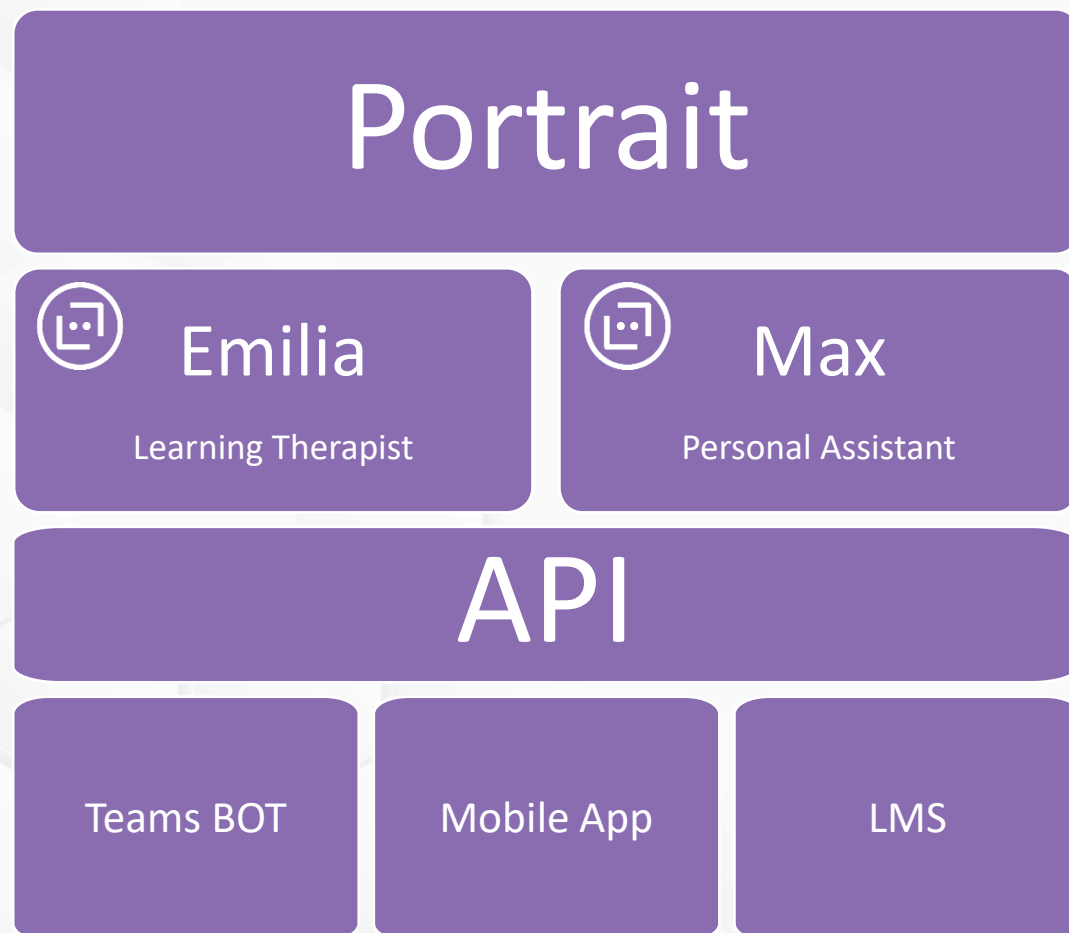 Portrait
Emilia
Learning Therapist
Max
Personal Assistant
API
Teams BOT
Mobile App
LMS